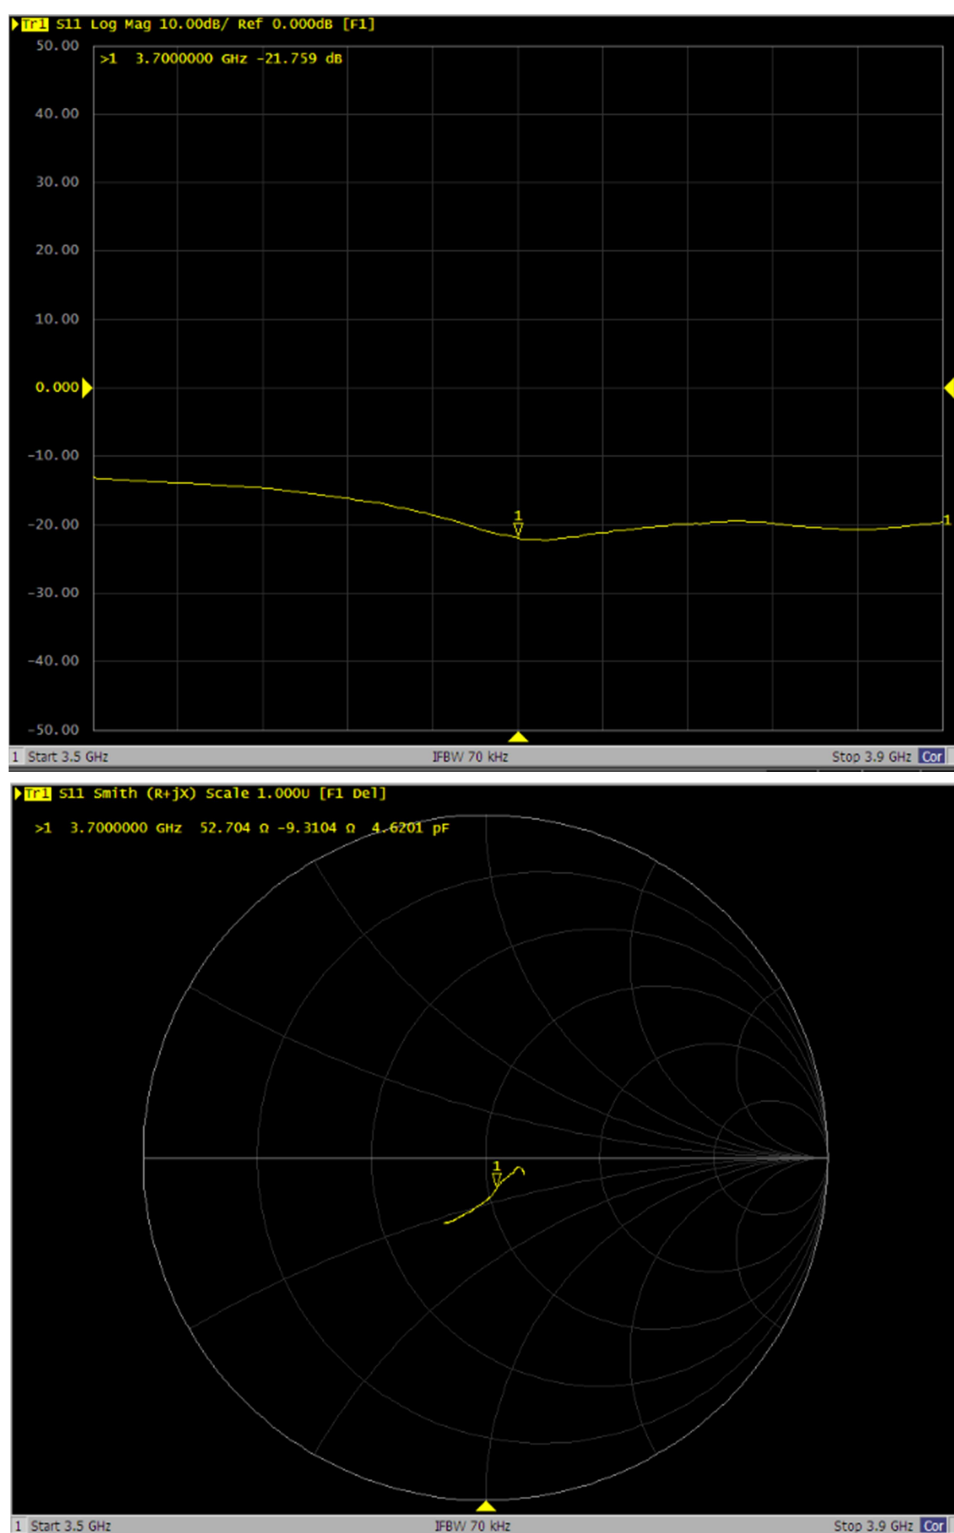 Tr1 S11 Log Mag 10.00dB/ Ref 0.000dB [F1]
50.00
>1 3.7000000 GHz -21.759 dB
40.00
30.00
20.00
10.00
0.000
-10.00
1
-20.00
1
-30.00
-40.00
-50.00
1 Start 3.5 GHz IFBW 70 kHz Stop 3.9 GHz Cor
Tr1 S11 Smith (R+jX) Scale 1.000U [F1 Del]
>1 3.7000000 GHz 52.704 Ω -9.3104 Ω 4.6201 pF
1
1 Start 3.5 GHz IFBW 70 kHz Stop 3.9 GHz Cor